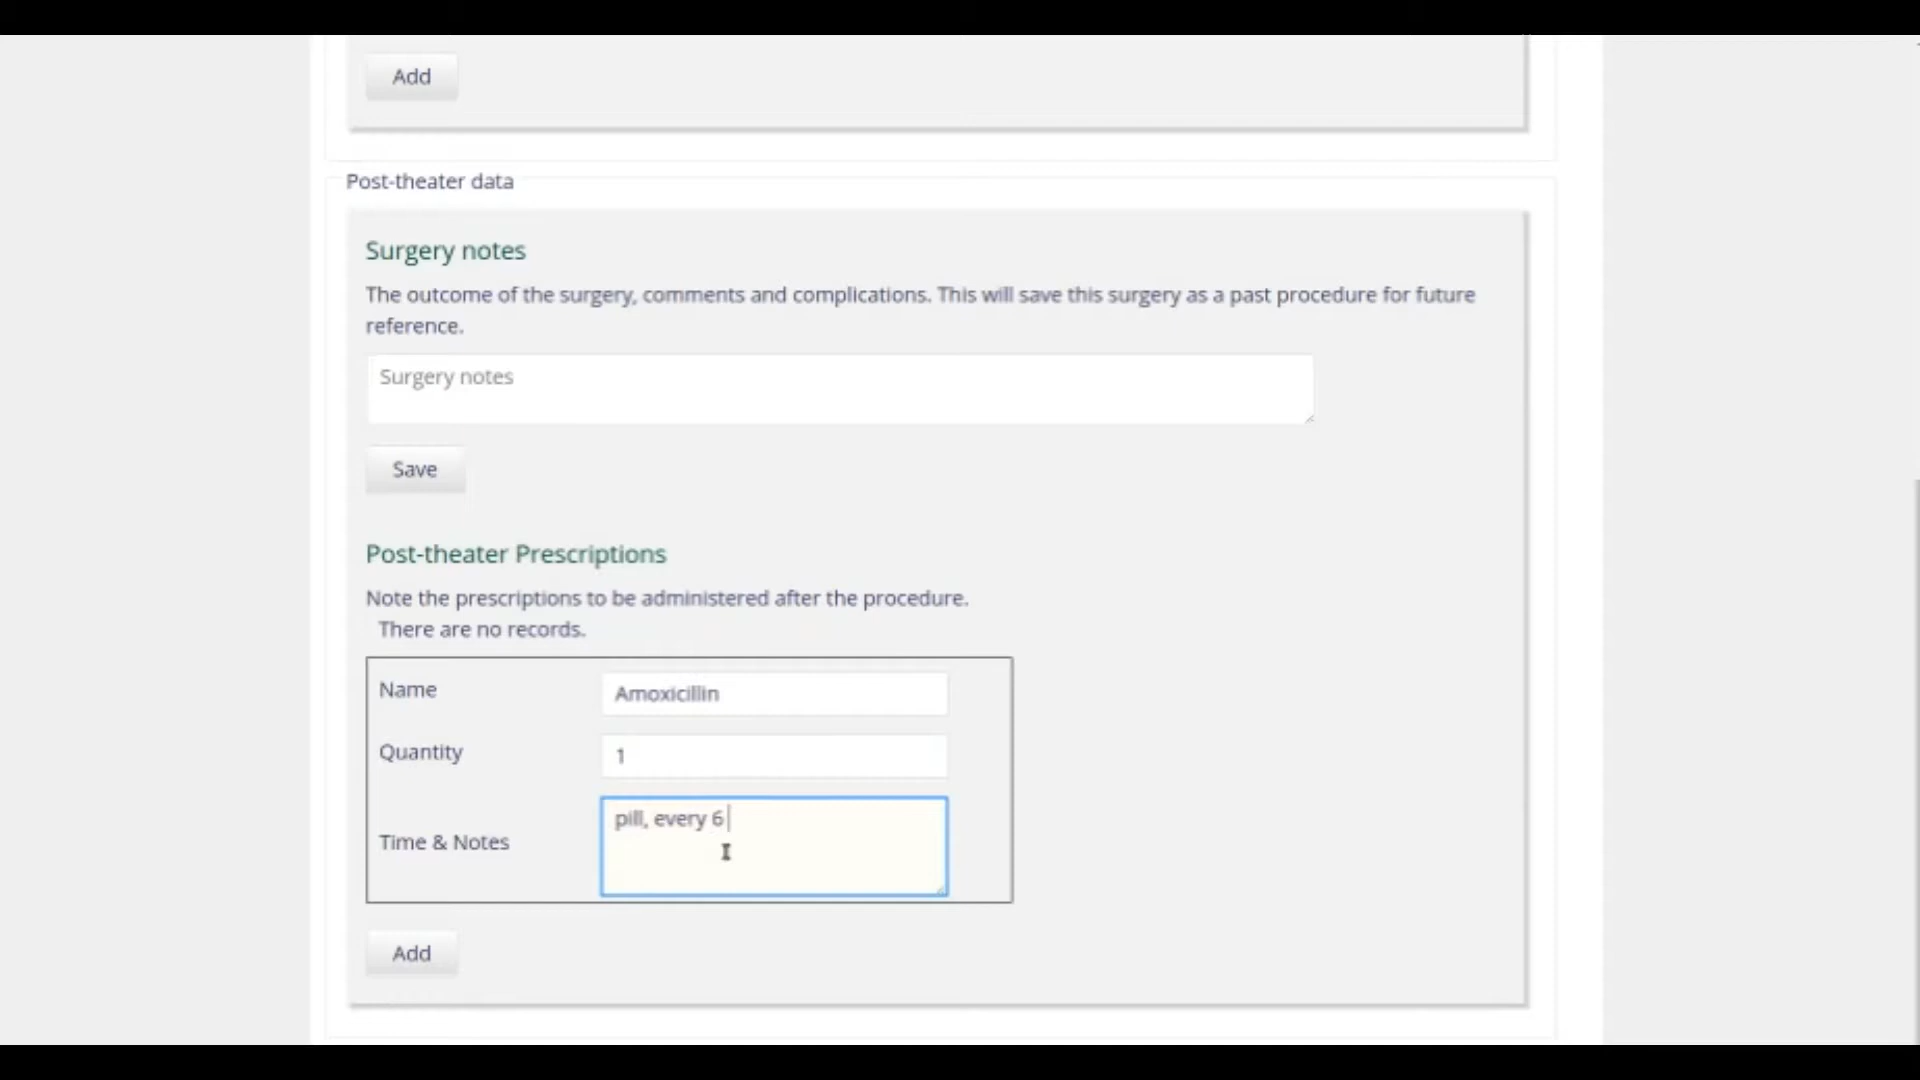 Add
Post-theater data
Surgery notes
The outcome of the surgery, comments and complications. This will save this surgery as a past procedure for future
reference.
Surgery notes
Save
Post-theater Prescriptions
Note the prescriptions to be administered after the procedure.
There are no records.
Name Amoxicillin
Quantity 1
Time & Notes pill, every 6
Add